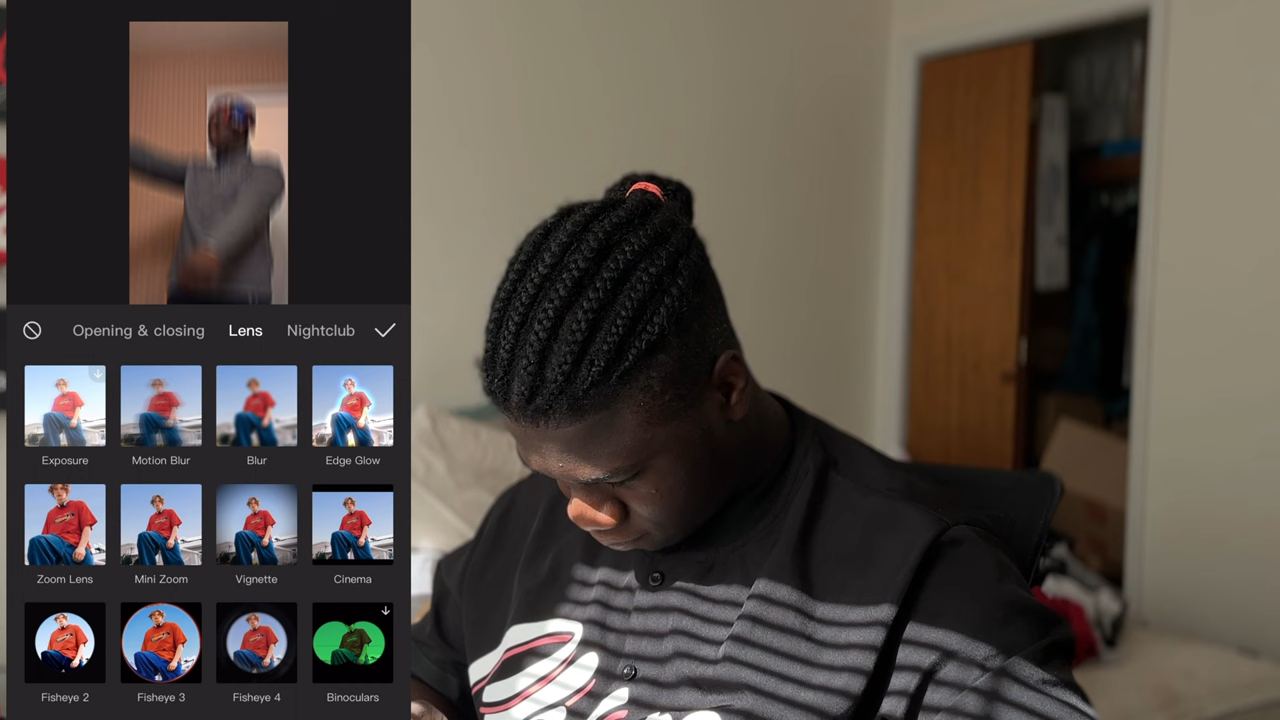 Opening & closing Lens Nightclub
Exposure Motion Blur Blur Edge Glow
Zoom Lens Mini Zoom Vignette Cinema
Fisheye 2 Fisheye 3 Fisheye 4 Binoculars